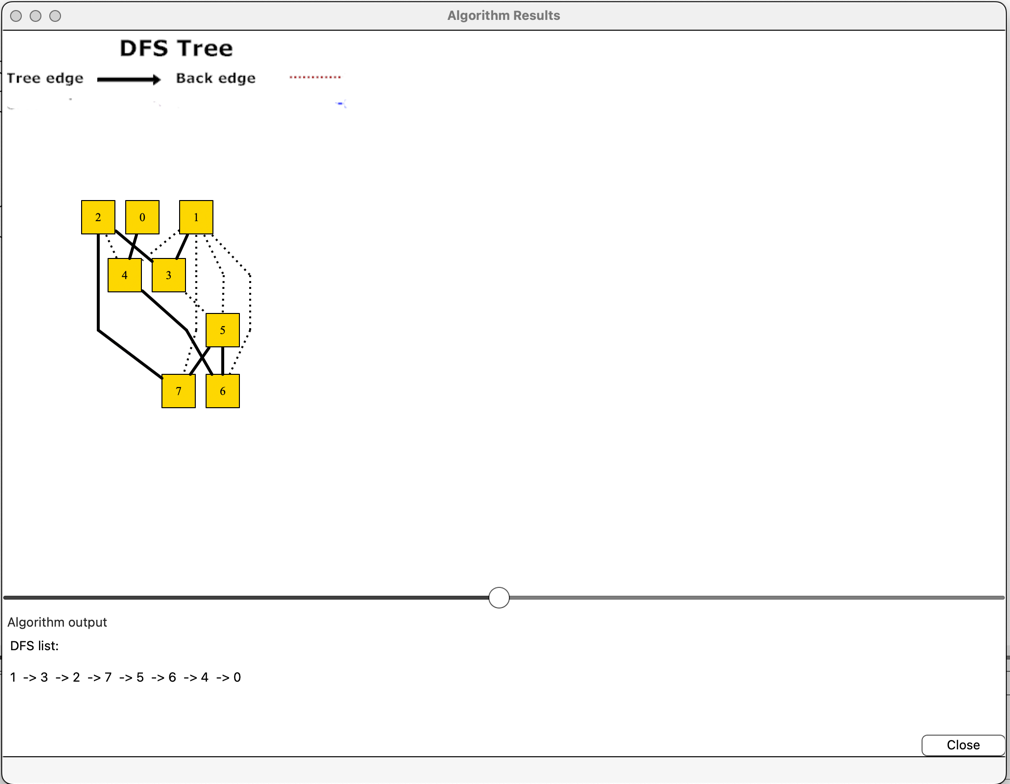 Algorithm Results
DFS Tree
Tree edge Back edge
2 0 1
4 3
5
7 6
Algorithm output
DFS list:
1 -> 3 -> 2 -> 7 -> 5 -> 6 -> 4 -> 0
Close